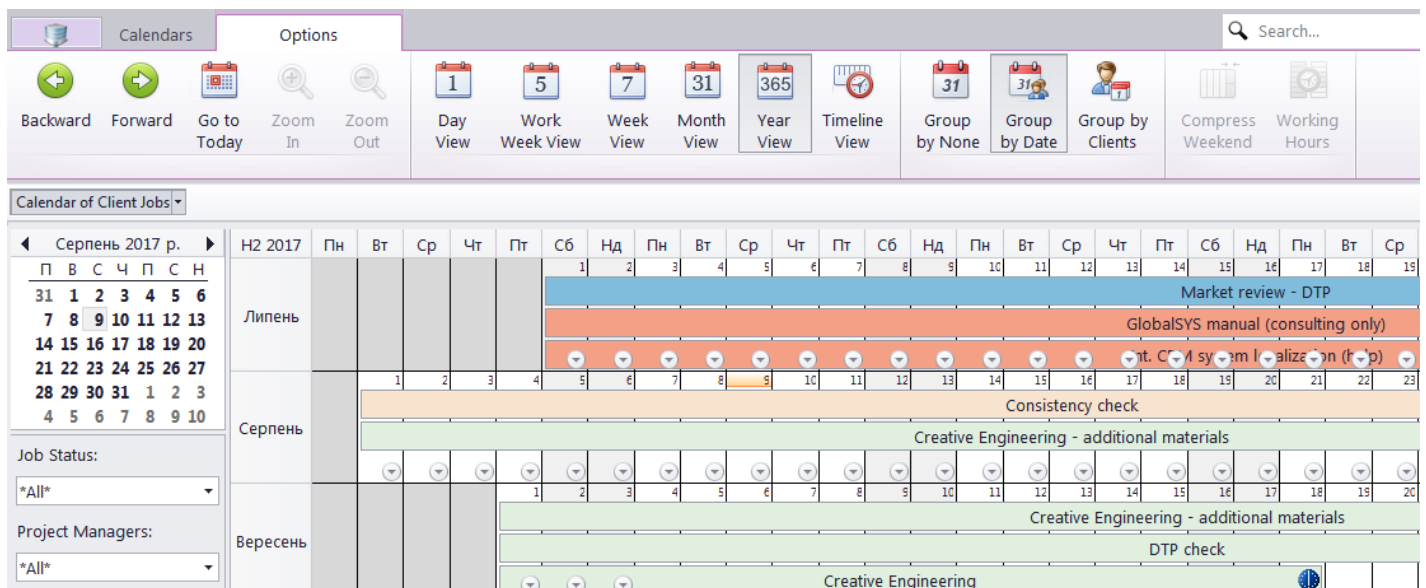 Calendars Options Search...
Backward Forward Go to Today Zoom In Zoom Out 1 Day View 5 Work Week View 7 Week View 31 Month View 365 Year View Timeline View 31 Group by None 31 Group by Date 1 Group by Clients Compress Weekend Working Hours
Calendar of Client Jobs
Серпень 2017 р.
П В С Ч П С Н
31 1 2 3 4 5 6
7 8 9 10 11 12 13
14 15 16 17 18 19 20
21 22 23 24 25 26 27
28 29 30 31 1 2 3
4 5 6 7 8 9 10
Job Status:
*All*
Project Managers:
*All*
H2 2017 Пн Вт Ср Чт Пт Сб Нд Пн Вт Ср Чт Пт Сб Нд Пн Вт Ср Чт Пт Сб Нд Пн Вт Ср
1 2 3 4 5 6 7 8 9 10 11 12 13 14 15 16 17 18 19
Липень
Market review - DTP
GlobalSYS manual (consulting only)
1 2 3 4 5 6 7 8 9 10 11 12 13 14 15 16 17 18 19 20 21 22 23
Серпень
Consistency check
Creative Engineering - additional materials
1 2 3 4 5 6 7 8 9 10 11 12 13 14 15 16 17 18 19 20
Вересень
Creative Engineering - additional materials
DTP check
Creative Engineering